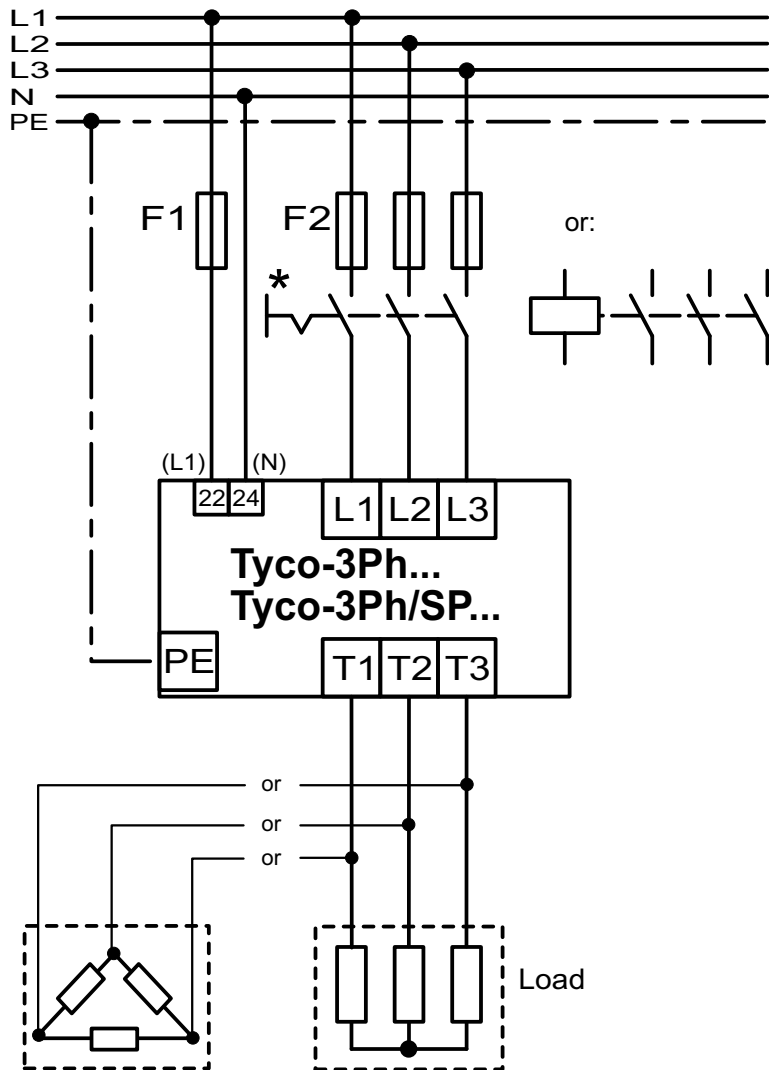 L1
L2
L3
N
PE
F1 F2 or:
*
(L1) (N)
22 24 L1 L2 L3
Tyco-3Ph...
Tyco-3Ph/SP...
PE T1 T2 T3
or
or
or
Load